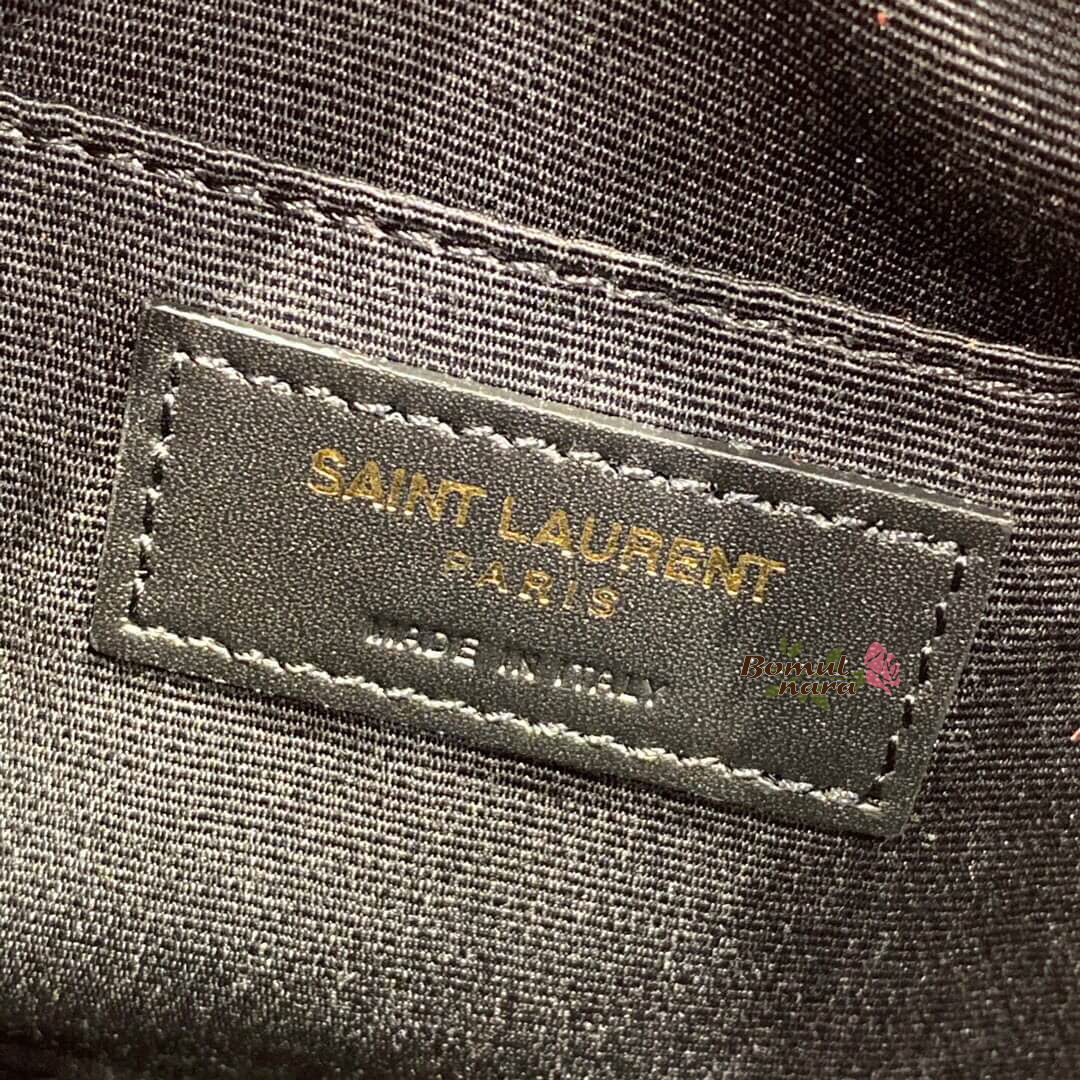 SAINT LAURENT
PARIS
MADE IN ITALY
Bomul
nara